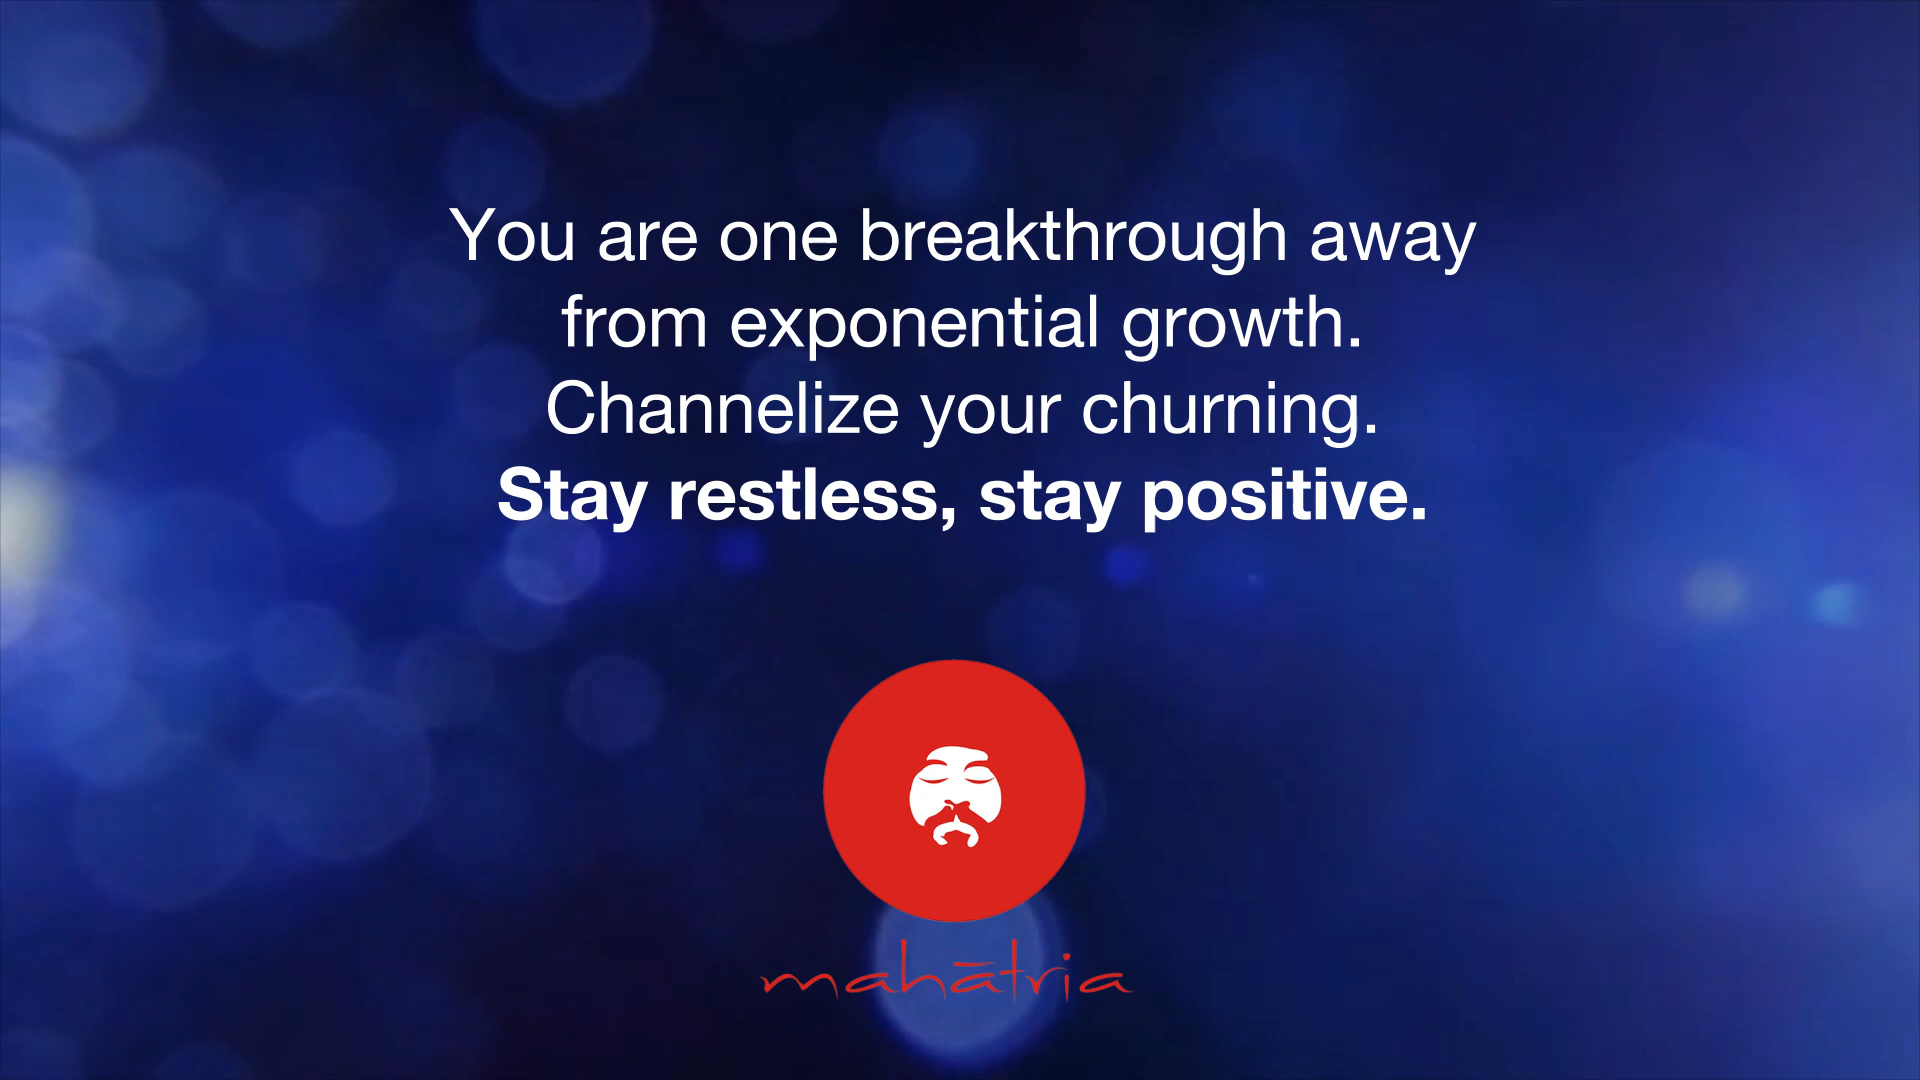 You are one breakthrough away
from exponential growth.
Channelize your churning.
Stay restless, stay positive.
mahātria